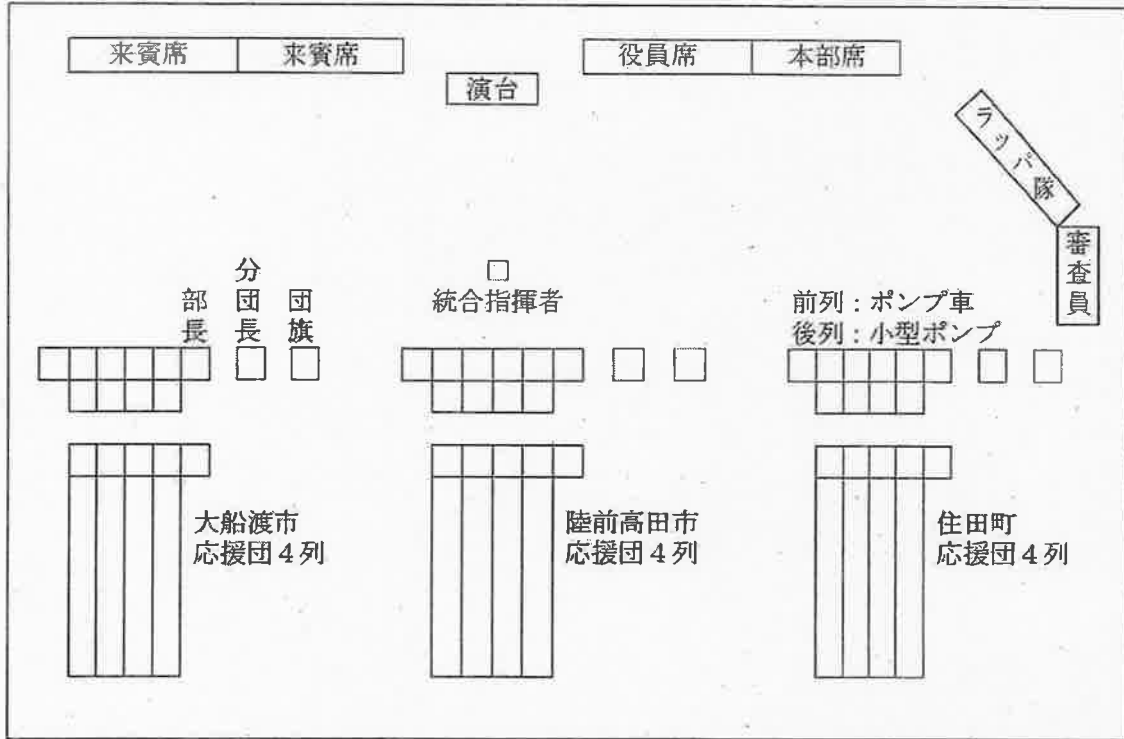 来賓席 来賓席 役員席 本部席
演台
ラッパ隊
審査員
部長
分団長
団旗
統合指揮者
前列：ポンプ車
後列：小型ポンプ
大船渡市
応援団４列
陸前高田市
応援団４列
住田町
応援団４列